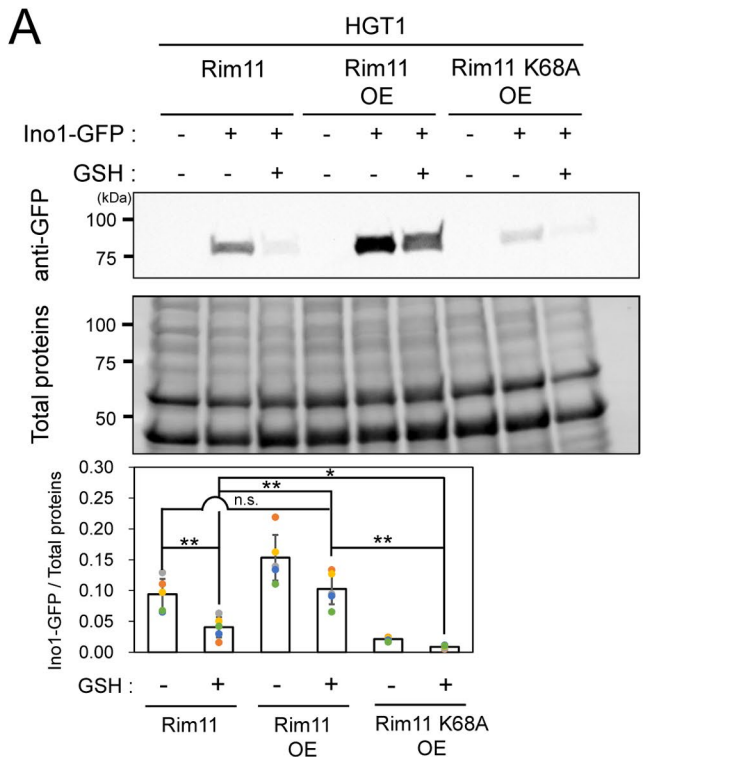 A
HGT1
Rim11 Rim11 OE Rim11 K68A OE
Ino1-GFP : - + + - + + - + +
GSH : - - + - - + - - +
(kDa)
anti-GFP
100
75
Total proteins
100
75
50
Ino1-GFP / Total proteins
0.30
0.25
0.20
0.15
0.10
0.05
0.00
*
**
n.s.
**
**
GSH : - + - + - +
Rim11 Rim11 OE Rim11 K68A OE